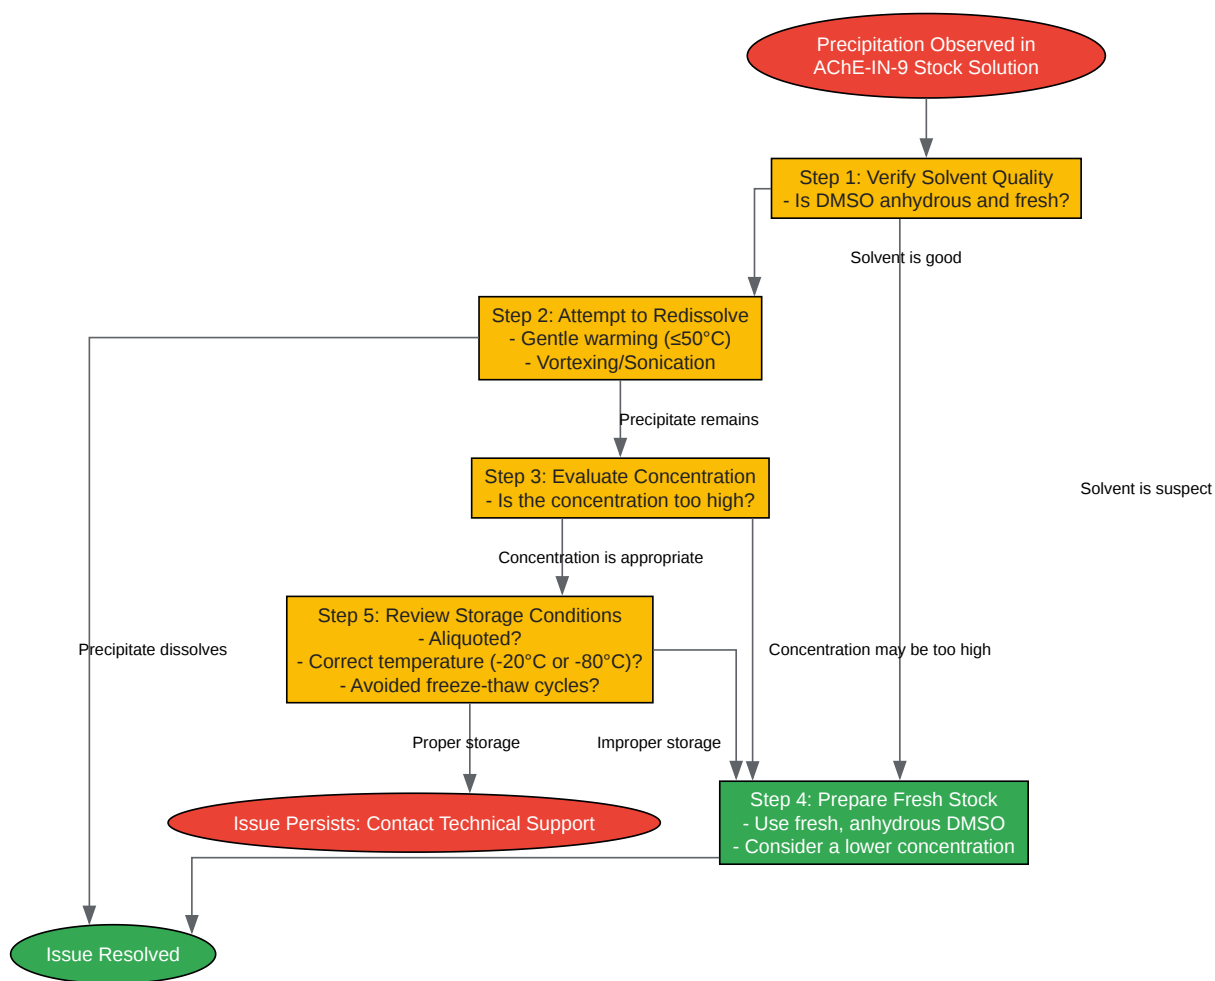 Precipitation Observed in
AChE-IN-9 Stock Solution
Step 1: Verify Solvent Quality
- Is DMSO anhydrous and fresh?
Solvent is good
Step 2: Attempt to Redissolve
- Gentle warming (≤50°C)
- Vortexing/Sonication
Precipitate remains
Step 3: Evaluate Concentration
- Is the concentration too high?
Solvent is suspect
Concentration is appropriate
Step 5: Review Storage Conditions
- Aliquoted?
- Correct temperature (-20°C or -80°C)?
- Avoided freeze-thaw cycles?
Precipitate dissolves
Concentration may be too high
Proper storage
Improper storage
Step 4: Prepare Fresh Stock
- Use fresh, anhydrous DMSO
- Consider a lower concentration
Issue Persists: Contact Technical Support
Issue Resolved